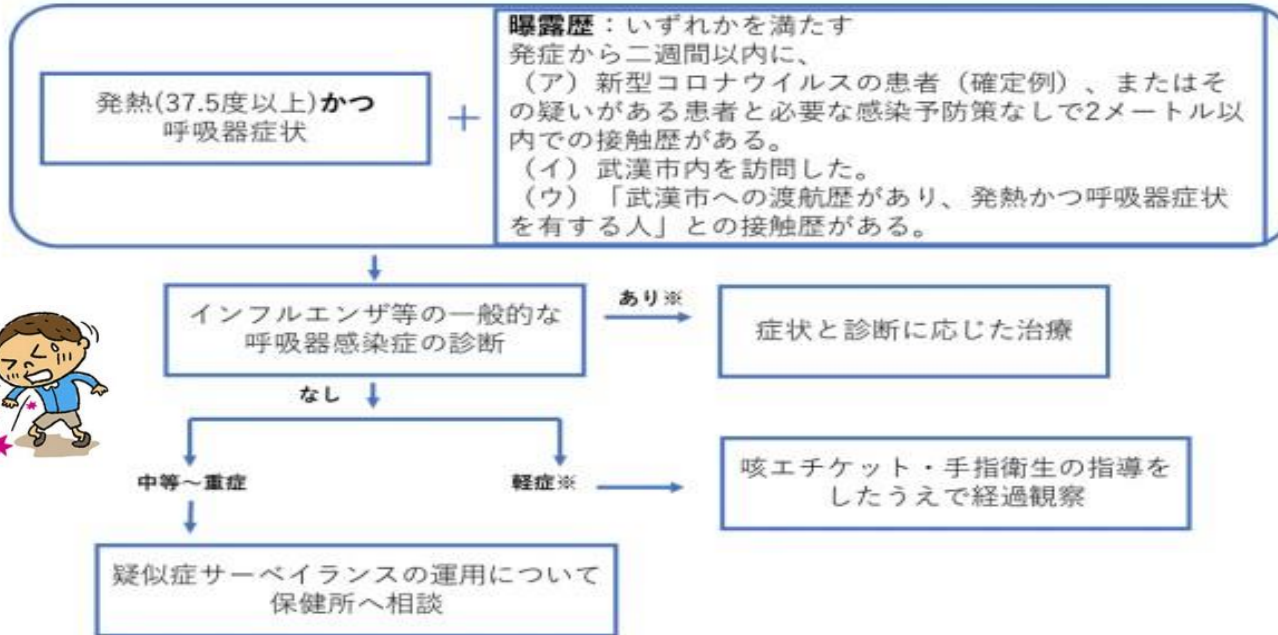 発熱(37.5度以上)かつ
呼吸器症状
＋
曝露歴：いずれかを満たす
発症から二週間以内に、
（ア）新型コロナウイルスの患者（確定例）、またはそ
の疑いがある患者と必要な感染予防策なしで2メートル以
内での接触歴がある。
（イ）武漢市内を訪問した。
（ウ）「武漢市への渡航歴があり、発熱かつ呼吸器症状
を有する人」との接触歴がある。
インフルエンザ等の一般的な
呼吸器感染症の診断
あり※
症状と診断に応じた治療
なし
中等～重症
軽症※
咳エチケット・手指衛生の指導を
したうえで経過観察
疑似症サーベイランスの運用について
保健所へ相談